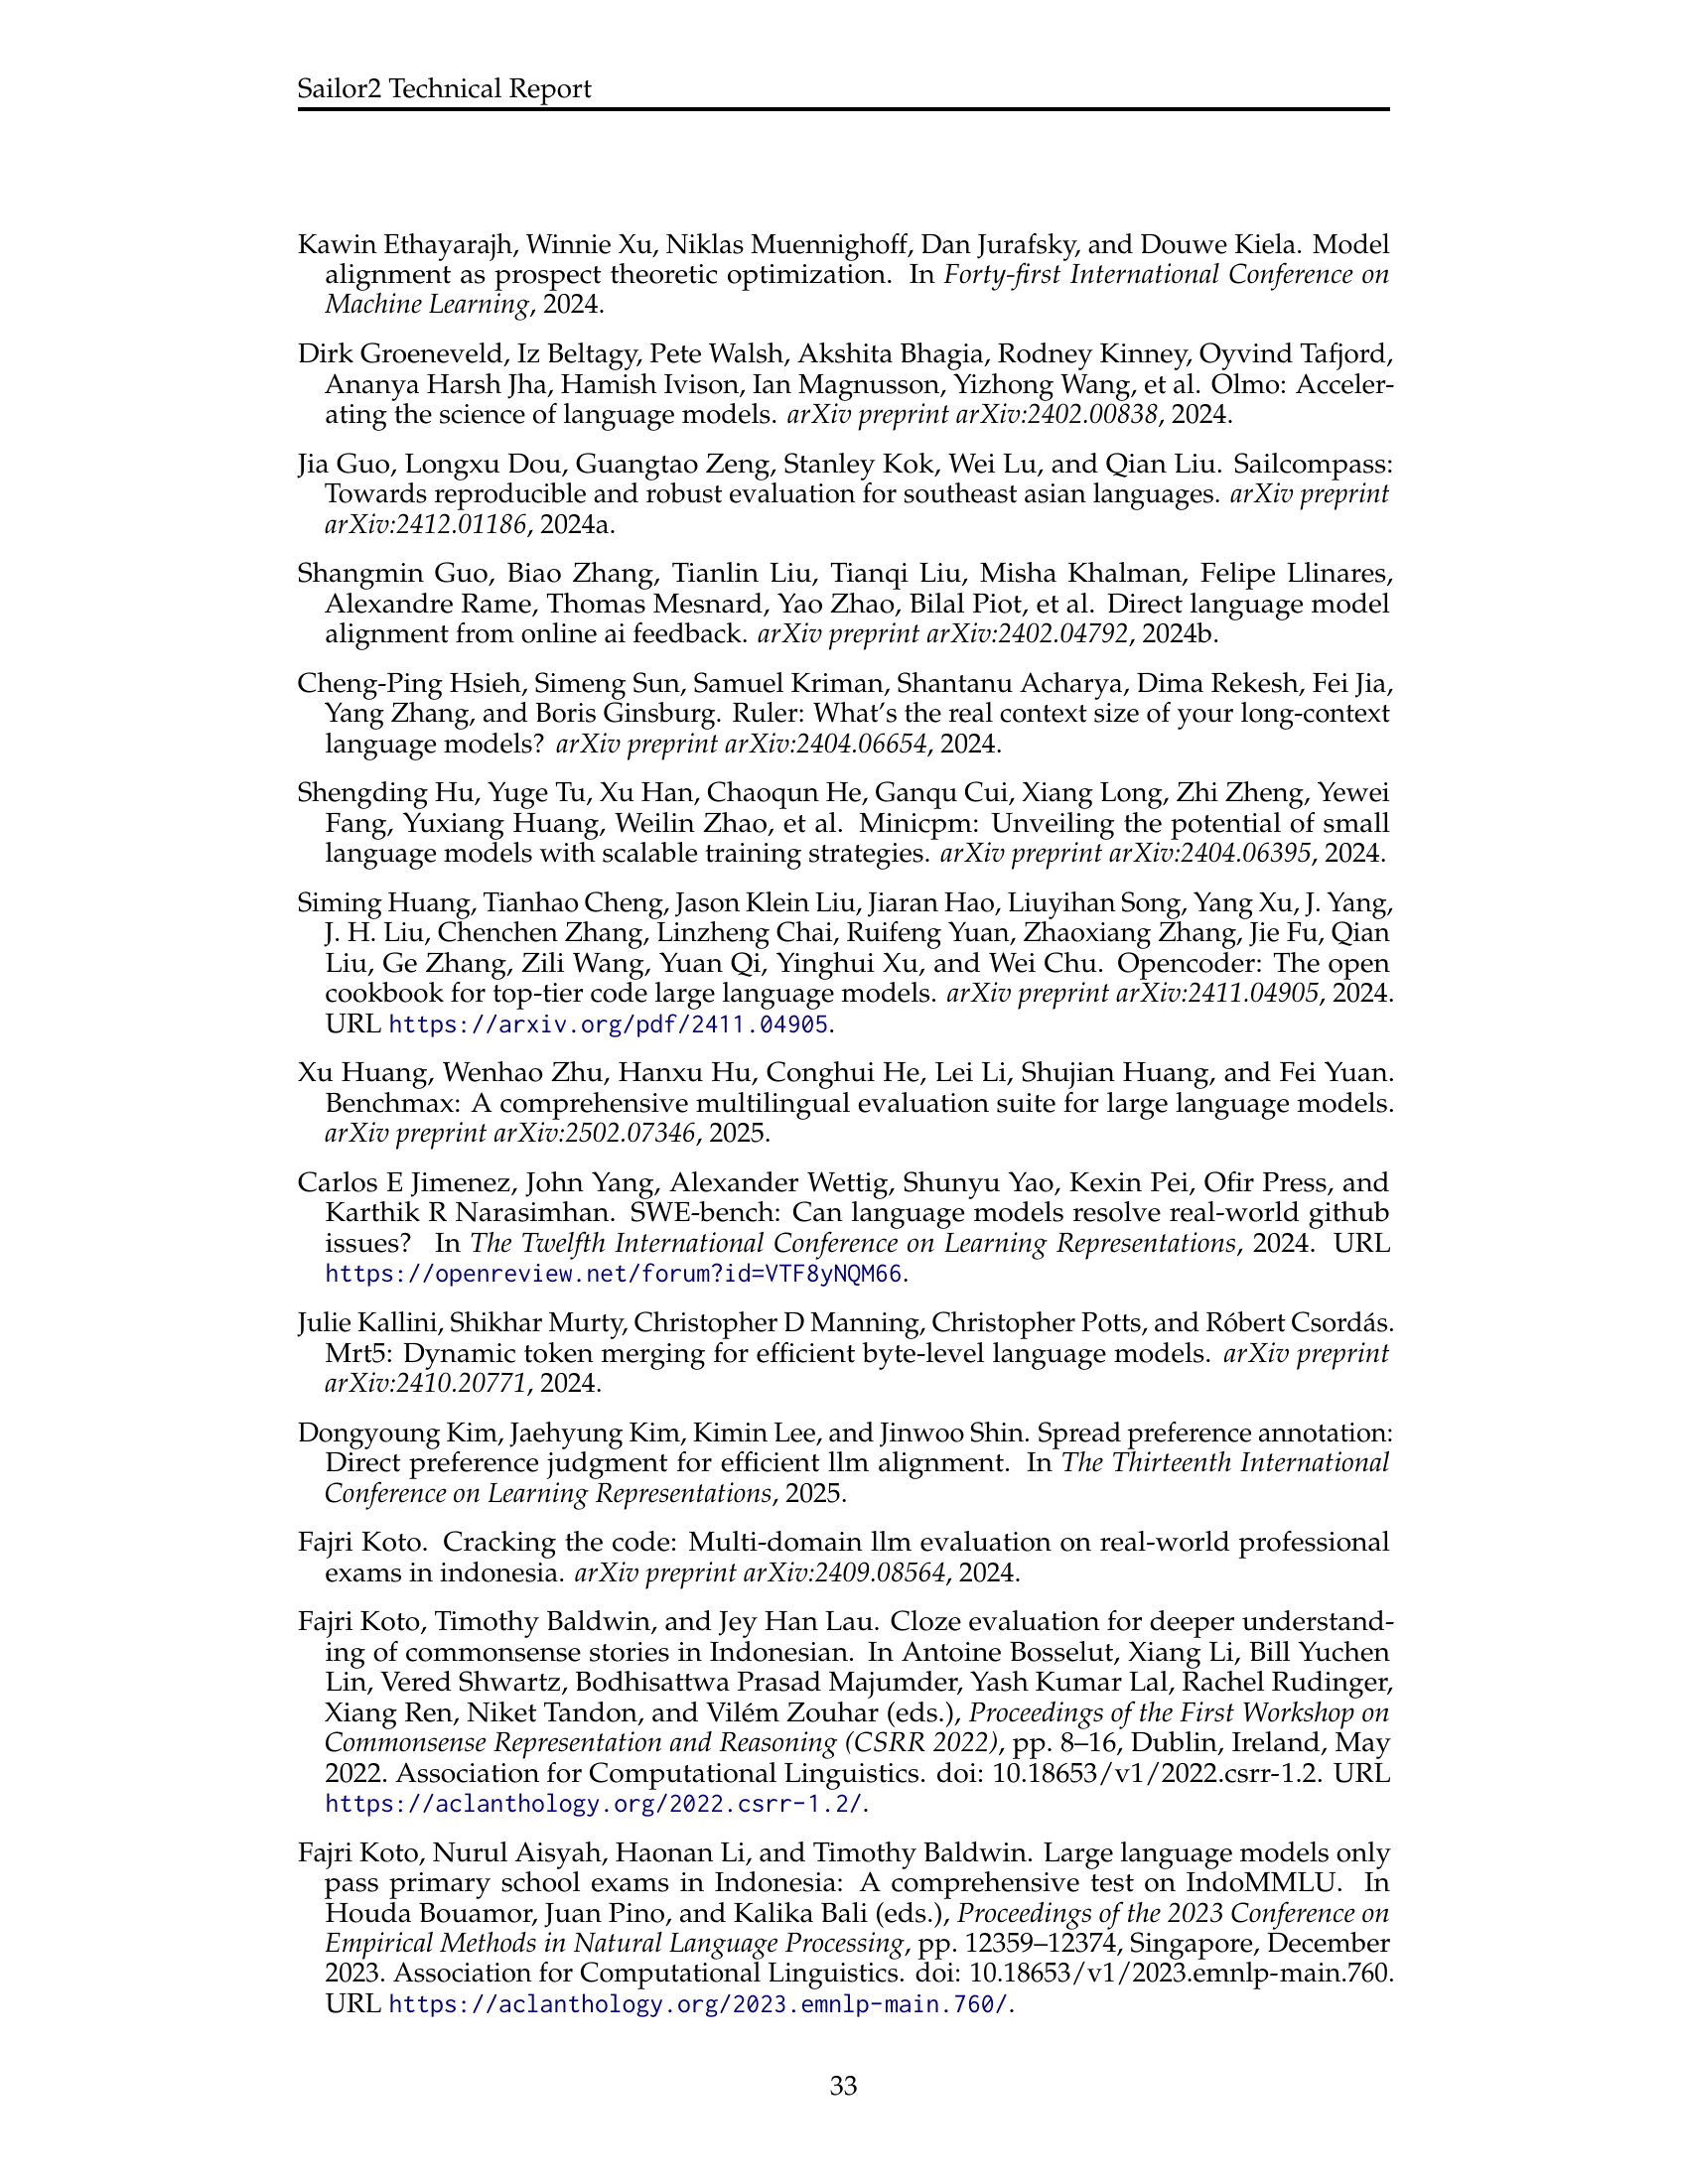 Sailor2 Technical Report
Kawin Ethayarajh, Winnie Xu, Niklas Muennighoff, Dan Jurafsky, and Douwe Kiela. Model
alignment as prospect theoretic optimization. In Forty-first International Conference on
Machine Learning, 2024.
Dirk Groeneveld, Iz Beltagy, Pete Walsh, Akshita Bhagia, Rodney Kinney, Oyvind Tafjord,
Ananya Harsh Jha, Hamish Ivison, Ian Magnusson, Yizhong Wang, et al. Olmo: Acceler-
ating the science of language models. arXiv preprint arXiv:2402.00838, 2024.
Jia Guo, Longxu Dou, Guangtao Zeng, Stanley Kok, Wei Lu, and Qian Liu. Sailcompass:
Towards reproducible and robust evaluation for southeast asian languages. arXiv preprint
arXiv:2412.01186, 2024a.
Shangmin Guo, Biao Zhang, Tianlin Liu, Tianqi Liu, Misha Khalman, Felipe Llinares,
Alexandre Rame, Thomas Mesnard, Yao Zhao, Bilal Piot, et al. Direct language model
alignment from online ai feedback. arXiv preprint arXiv:2402.04792, 2024b.
Cheng-Ping Hsieh, Simeng Sun, Samuel Kriman, Shantanu Acharya, Dima Rekesh, Fei Jia,
Yang Zhang, and Boris Ginsburg. Ruler: What's the real context size of your long-context
language models? arXiv preprint arXiv:2404.06654, 2024.
Shengding Hu, Yuge Tu, Xu Han, Chaoqun He, Ganqu Cui, Xiang Long, Zhi Zheng, Yewei
Fang, Yuxiang Huang, Weilin Zhao, et al. Minicpm: Unveiling the potential of small
language models with scalable training strategies. arXiv preprint arXiv:2404.06395, 2024.
Siming Huang, Tianhao Cheng, Jason Klein Liu, Jiaran Hao, Liuyihan Song, Yang Xu, J. Yang,
J. H. Liu, Chenchen Zhang, Linzheng Chai, Ruifeng Yuan, Zhaoxiang Zhang, Jie Fu, Qian
Liu, Ge Zhang, Zili Wang, Yuan Qi, Yinghui Xu, and Wei Chu. Opencoder: The open
cookbook for top-tier code large language models. arXiv preprint arXiv:2411.04905, 2024.
URL https://arxiv.org/pdf/2411.04905.
Xu Huang, Wenhao Zhu, Hanxu Hu, Conghui He, Lei Li, Shujian Huang, and Fei Yuan.
Benchmax: A comprehensive multilingual evaluation suite for large language models.
arXiv preprint arXiv:2502.07346, 2025.
Carlos E Jimenez, John Yang, Alexander Wettig, Shunyu Yao, Kexin Pei, Ofir Press, and
Karthik R Narasimhan. SWE-bench: Can language models resolve real-world github
issues? In The Twelfth International Conference on Learning Representations, 2024. URL
https://openreview.net/forum?id=VTF8yNQM66.
Julie Kallini, Shikhar Murty, Christopher D Manning, Christopher Potts, and Róbert Csordás.
Mrt5: Dynamic token merging for efficient byte-level language models. arXiv preprint
arXiv:2410.20771, 2024.
Dongyoung Kim, Jaehyung Kim, Kimin Lee, and Jinwoo Shin. Spread preference annotation:
Direct preference judgment for efficient llm alignment. In The Thirteenth International
Conference on Learning Representations, 2025.
Fajri Koto. Cracking the code: Multi-domain llm evaluation on real-world professional
exams in indonesia. arXiv preprint arXiv:2409.08564, 2024.
Fajri Koto, Timothy Baldwin, and Jey Han Lau. Cloze evaluation for deeper understand-
ing of commonsense stories in Indonesian. In Antoine Bosselut, Xiang Li, Bill Yuchen
Lin, Vered Shwartz, Bodhisattwa Prasad Majumder, Yash Kumar Lal, Rachel Rudinger,
Xiang Ren, Niket Tandon, and Vilém Zouhar (eds.), Proceedings of the First Workshop on
Commonsense Representation and Reasoning (CSRR 2022), pp. 8–16, Dublin, Ireland, May
2022. Association for Computational Linguistics. doi: 10.18653/v1/2022.csrr-1.2. URL
https://aclanthology.org/2022.csrr-1.2/.
Fajri Koto, Nurul Aisyah, Haonan Li, and Timothy Baldwin. Large language models only
pass primary school exams in Indonesia: A comprehensive test on IndoMMLU. In
Houda Bouamor, Juan Pino, and Kalika Bali (eds.), Proceedings of the 2023 Conference on
Empirical Methods in Natural Language Processing, pp. 12359–12374, Singapore, December
2023. Association for Computational Linguistics. doi: 10.18653/v1/2023.emnlp-main.760.
URL https://aclanthology.org/2023.emnlp-main.760/.
33